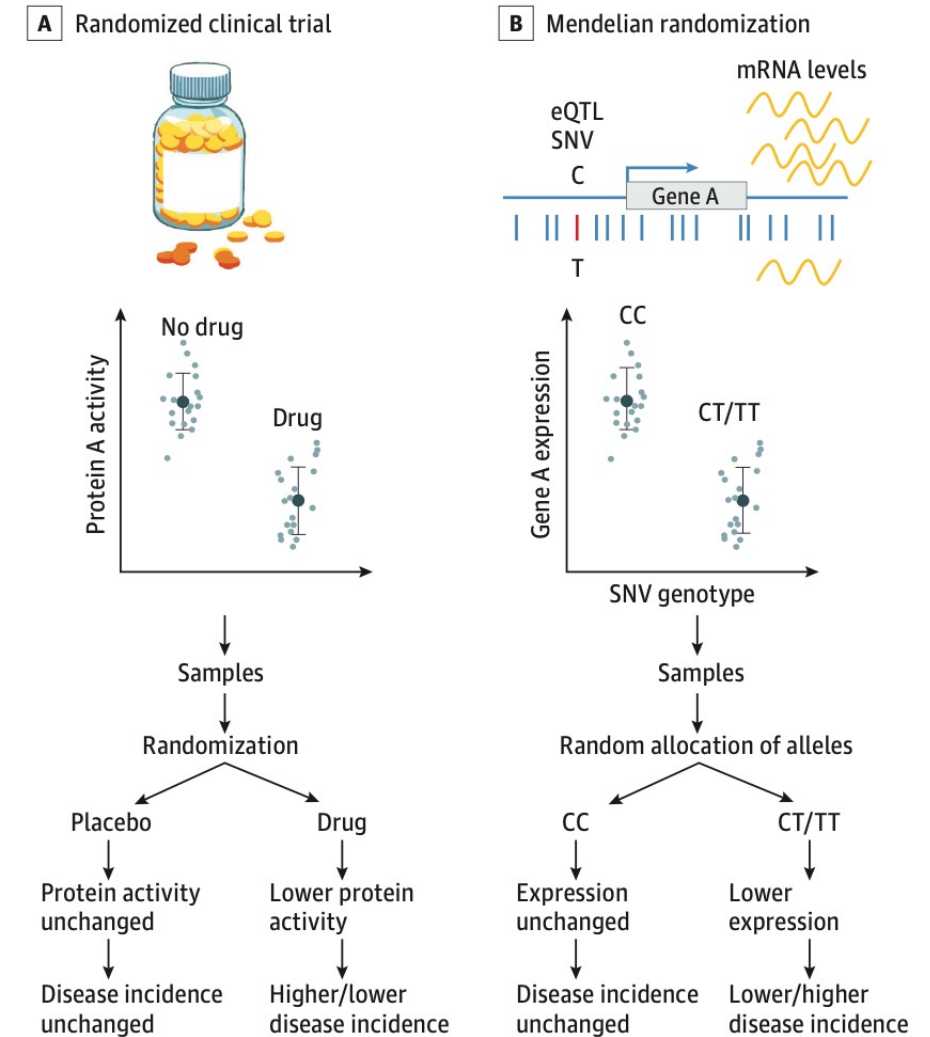 A Randomized clinical trial
No drug
Drug
Protein A activity
Samples
Randomization
Placebo
Drug
Protein activity
unchanged
Lower protein
activity
Disease incidence
unchanged
Higher/lower
disease incidence
B Mendelian randomization
mRNA levels
eQTL
SNV
C
Gene A
T
CC
CT/TT
Gene A expression
SNV genotype
Samples
Random allocation of alleles
CC
CT/TT
Expression
unchanged
Lower
expression
Disease incidence
unchanged
Lower/higher
disease incidence